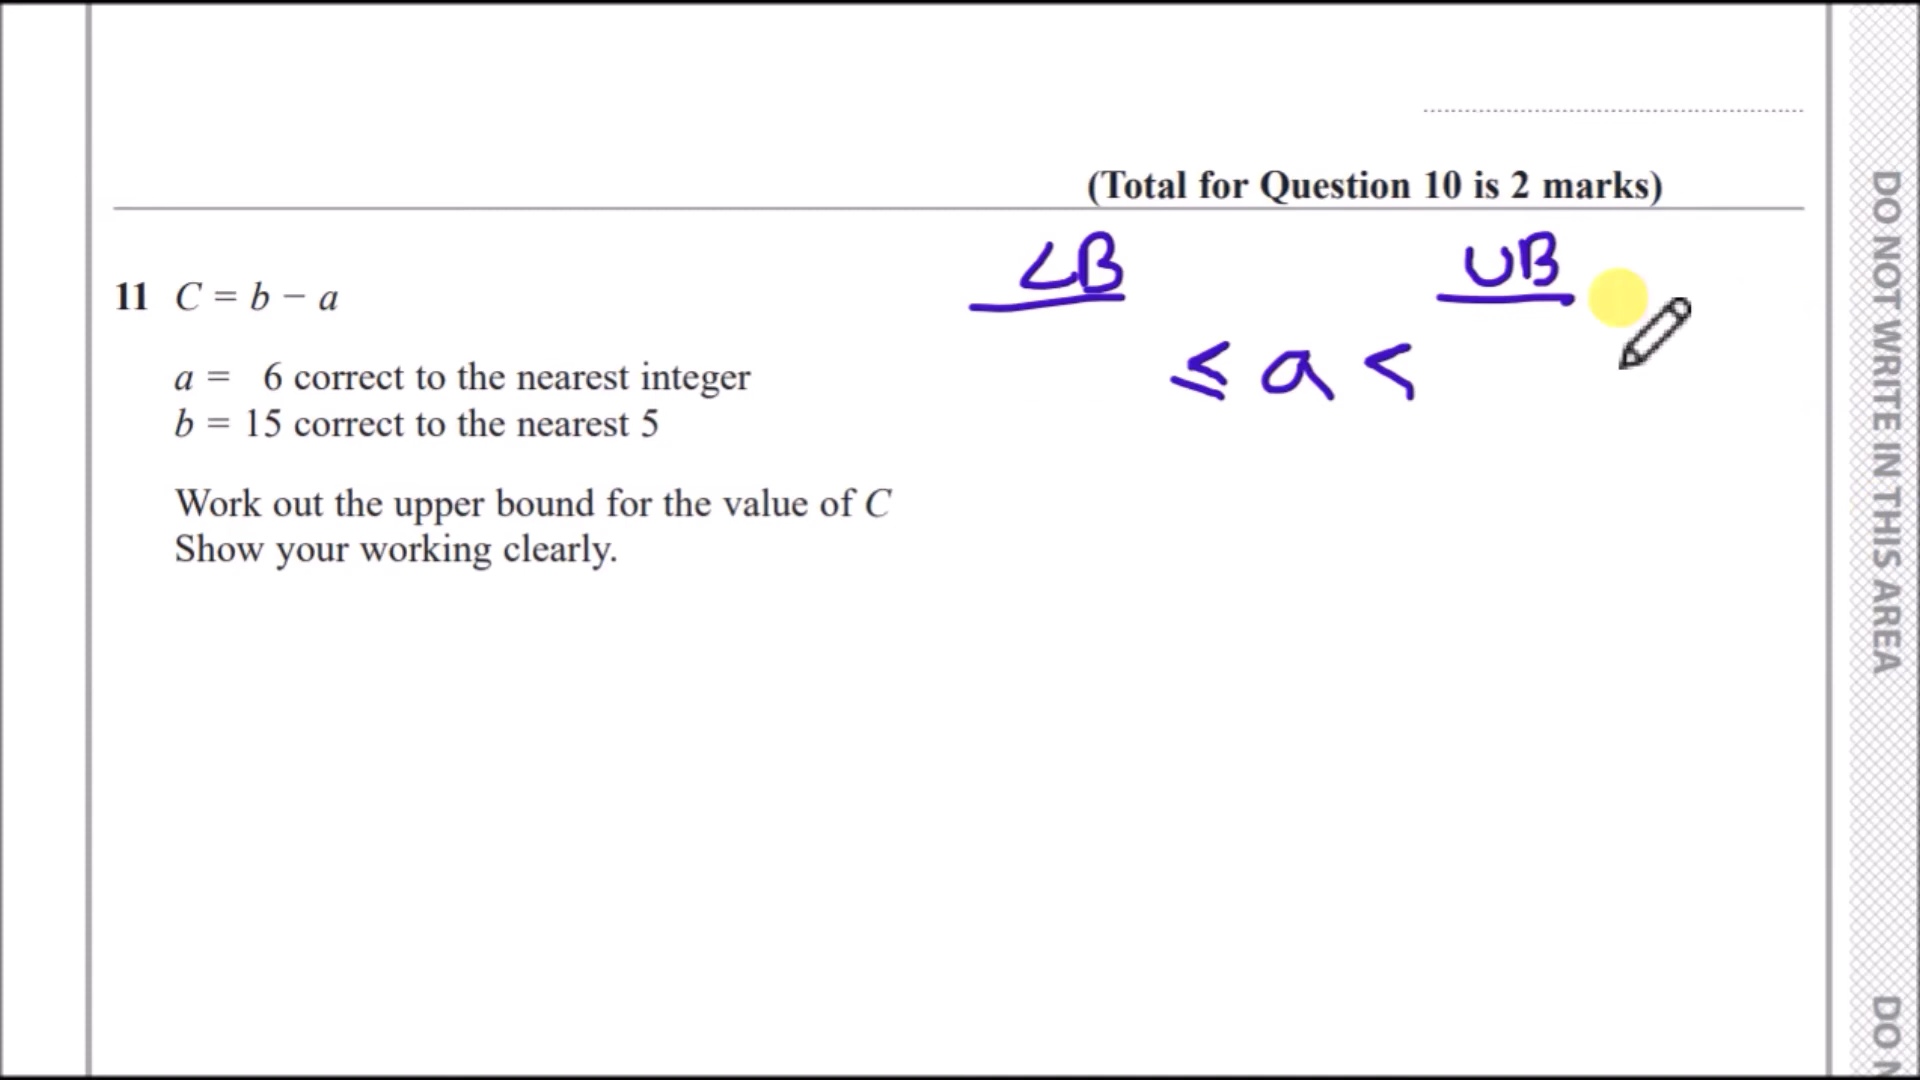 (Total for Question 10 is 2 marks)
LB UB
11 C = b − a
≤ a <
a = 6 correct to the nearest integer
b = 15 correct to the nearest 5
Work out the upper bound for the value of C
Show your working clearly.
DO NOT WRITE IN THIS AREA
DO N